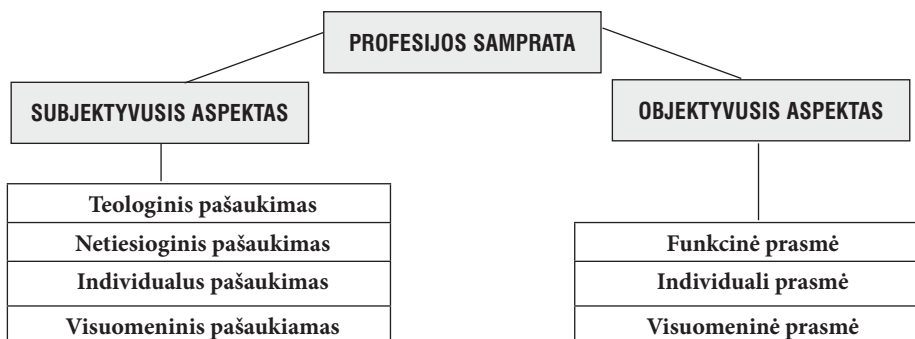 PROFESIJOS SAMPRATA
SUBJEKTYVUSIS ASPEKTAS
OBJEKTYVUSIS ASPEKTAS
Teologinis pašaukimas
Netiesioginis pašaukimas
Individualus pašaukimas
Visuomeninis pašaukiamas
Funkcinė prasmė
Individuali prasmė
Visuomeninė prasmė